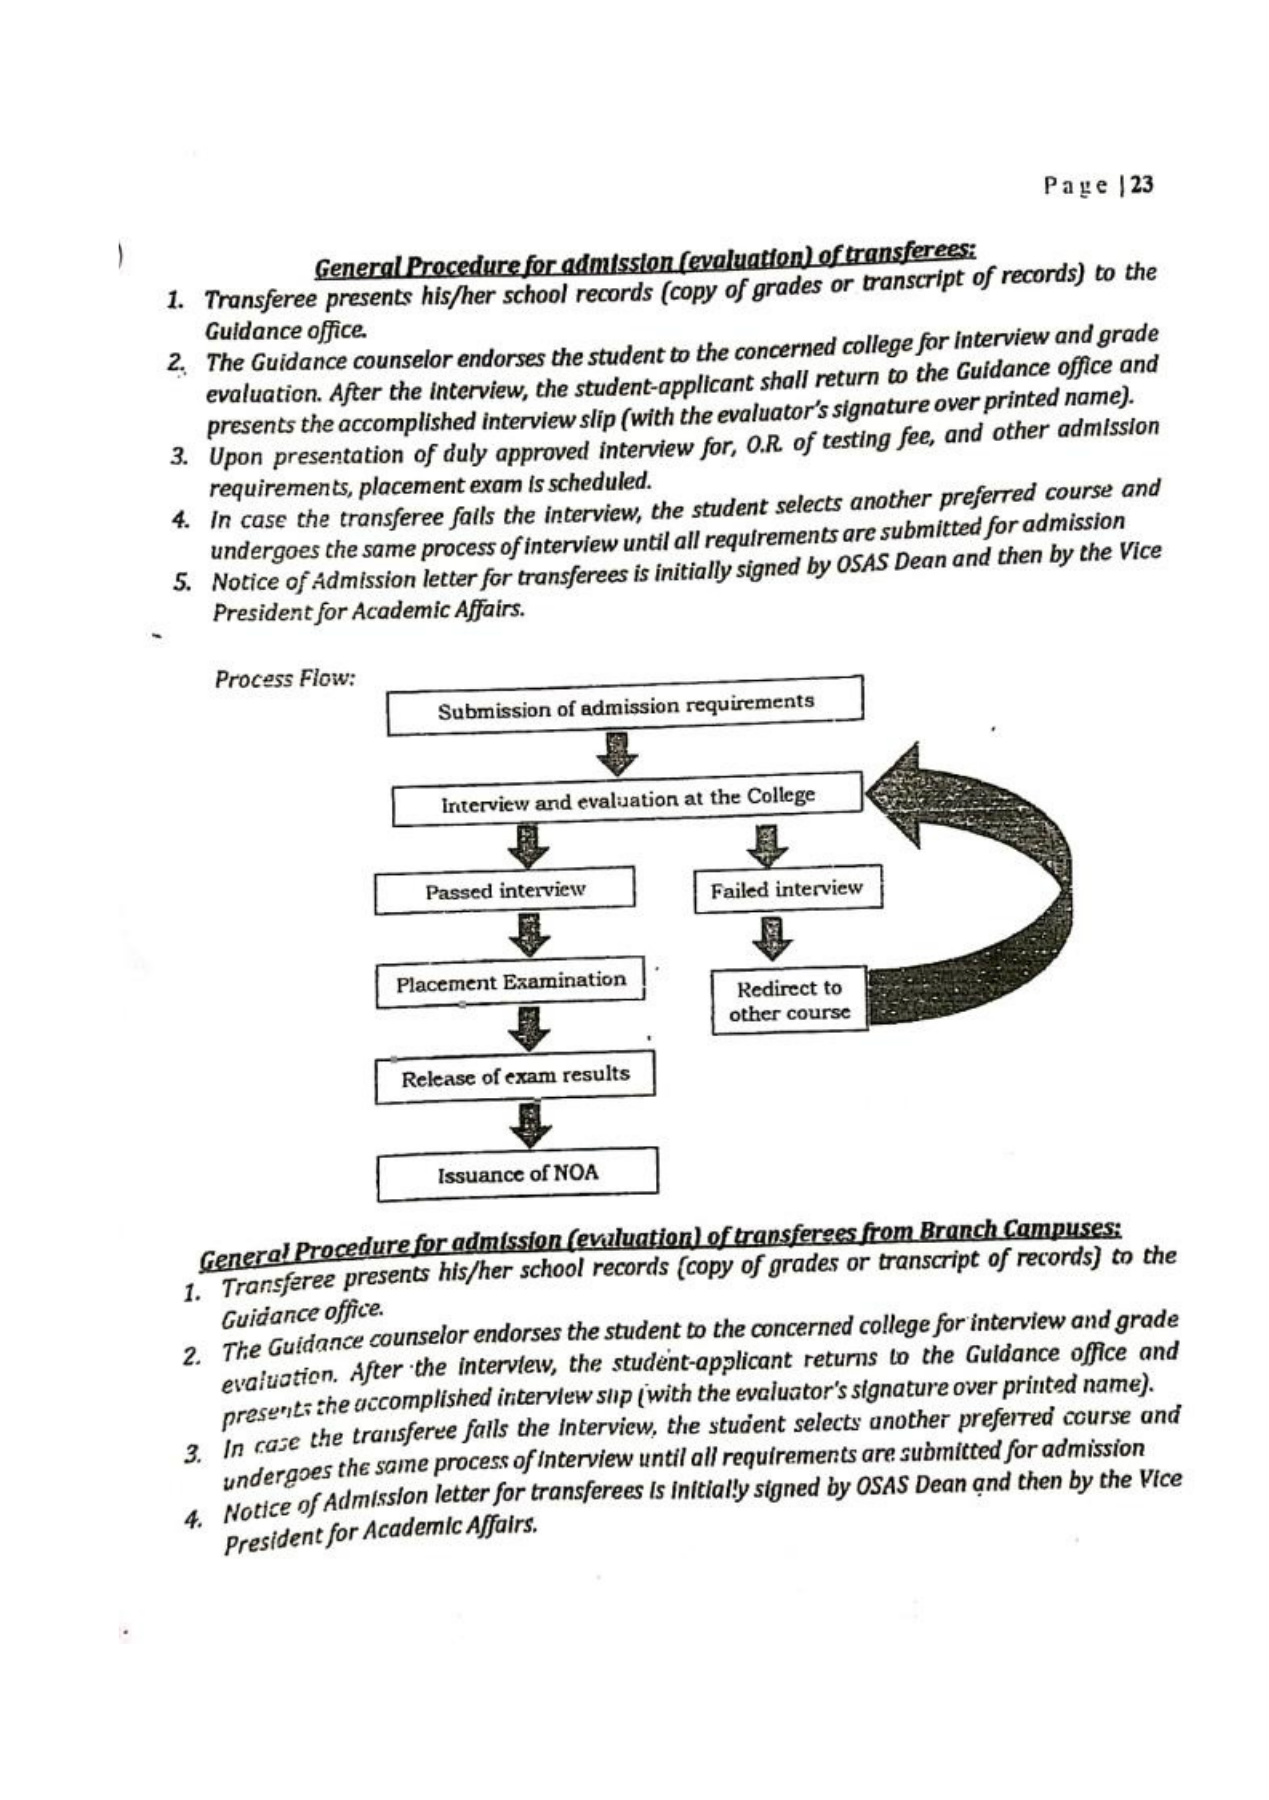 Page | 23
General Procedure for admission (evaluation) of transferees:
1. Transferee presents his/her school records (copy of grades or transcript of records) to the
Guidance office.
2. The Guidance counselor endorses the student to the concerned college for interview and grade
evaluation. After the interview, the student-applicant shall return to the Guidance office and
presents the accomplished interview slip (with the evaluator's signature over printed name).
3. Upon presentation of duly approved interview for, O.R. of testing fee, and other admission
requirements, placement exam is scheduled.
4. In case the transferee fails the interview, the student selects another preferred course and
undergoes the same process of interview until all requirements are submitted for admission
5. Notice of Admission letter for transferees is initially signed by OSAS Dean and then by the Vice
President for Academic Affairs.
Process Flow:
Submission of admission requirements
Interview and evaluation at the College
Passed interview
Failed interview
Placement Examination
Redirect to
other course
Release of exam results
Issuance of NOA
General Procedure for admission (evaluation) of transferees from Branch Campuses:
1. Transferee presents his/her school records (copy of grades or transcript of records) to the
Guidance office.
2. The Guidance counselor endorses the student to the concerned college for interview and grade
evaluation. After the interview, the student-applicant returns to the Guidance office and
presents the accomplished interview slip (with the evaluator's signature over printed name).
3. In case the transferee fails the interview, the student selects another preferred course and
undergoes the same process of interview until all requirements are submitted for admission
4. Notice of Admission letter for transferees is initially signed by OSAS Dean and then by the Vice
President for Academic Affairs.